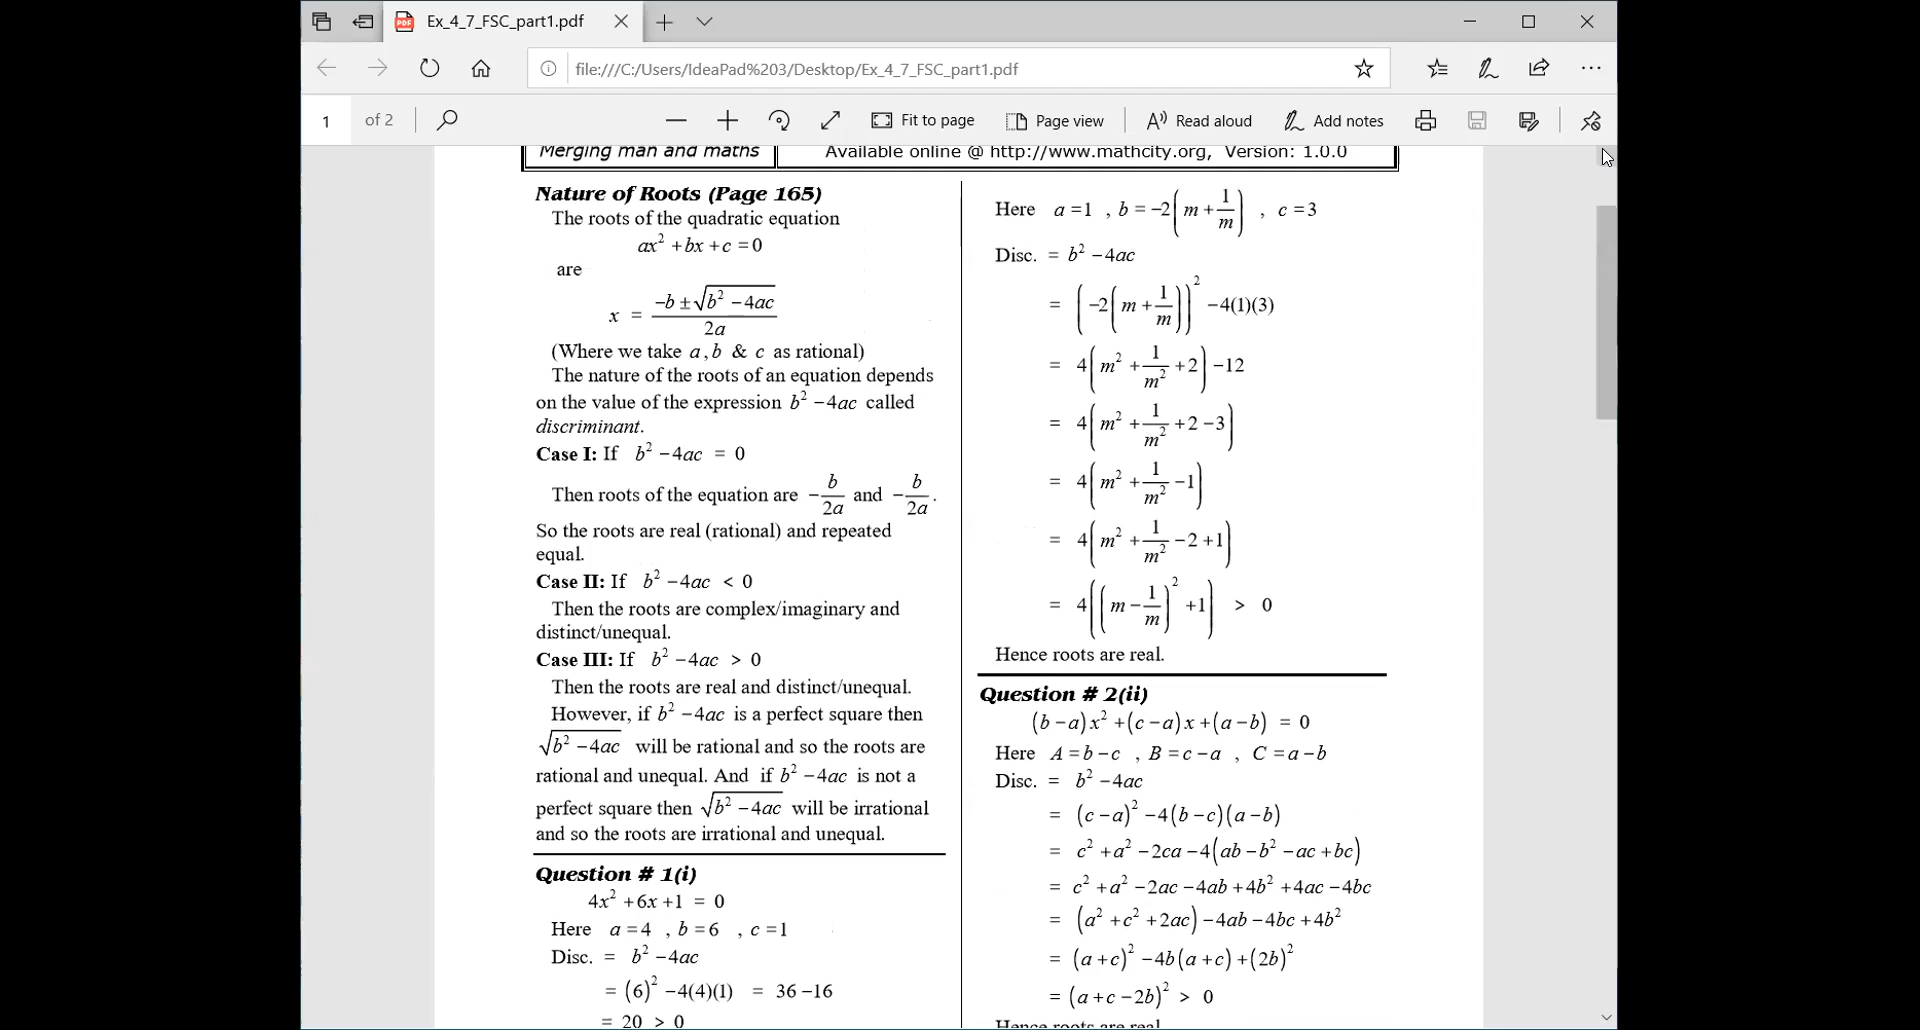 Ex_4_7_FSC_part1.pdf
file:///C:/Users/IdeaPad%203/Desktop/Ex_4_7_FSC_part1.pdf
1 of 2 Fit to page Page view Read aloud Add notes
Merging man and maths
Available online @ http://www.mathcity.org, Version: 1.0.0
Nature of Roots (Page 165)
The roots of the quadratic equation
ax² + bx + c = 0
are
x = (−b ± √(b² − 4ac)) / 2a
(Where we take a, b & c as rational)
The nature of the roots of an equation depends
on the value of the expression b² − 4ac called
discriminant.
Case I: If b² − 4ac = 0
Then roots of the equation are −b/2a and −b/2a.
So the roots are real (rational) and repeated
equal.
Case II: If b² − 4ac < 0
Then the roots are complex/imaginary and
distinct/unequal.
Case III: If b² − 4ac > 0
Then the roots are real and distinct/unequal.
However, if b² − 4ac is a perfect square then
√(b² − 4ac) will be rational and so the roots are
rational and unequal. And if b² − 4ac is not a
perfect square then √(b² − 4ac) will be irrational
and so the roots are irrational and unequal.
Question # 1(i)
4x² + 6x + 1 = 0
Here a = 4 , b = 6 , c = 1
Disc. = b² − 4ac
= (6)² − 4(4)(1) = 36 − 16
= 20 > 0
Here a = 1 , b = −2(m + 1/m) , c = 3
Disc. = b² − 4ac
= (−2(m + 1/m))² − 4(1)(3)
= 4(m² + 1/m² + 2) − 12
= 4(m² + 1/m² + 2 − 3)
= 4(m² + 1/m² − 1)
= 4(m² + 1/m² − 2 + 1)
= 4((m − 1/m)² + 1) > 0
Hence roots are real.
Question # 2(ii)
(b − a)x² + (c − a)x + (a − b) = 0
Here A = b − c , B = c − a , C = a − b
Disc. = b² − 4ac
= (c − a)² − 4(b − c)(a − b)
= c² + a² − 2ca − 4(ab − b² − ac + bc)
= c² + a² − 2ac − 4ab + 4b² + 4ac − 4bc
= (a² + c² + 2ac) − 4ab − 4bc + 4b²
= (a + c)² − 4b(a + c) + (2b)²
= (a + c − 2b)² > 0
Hence roots are real